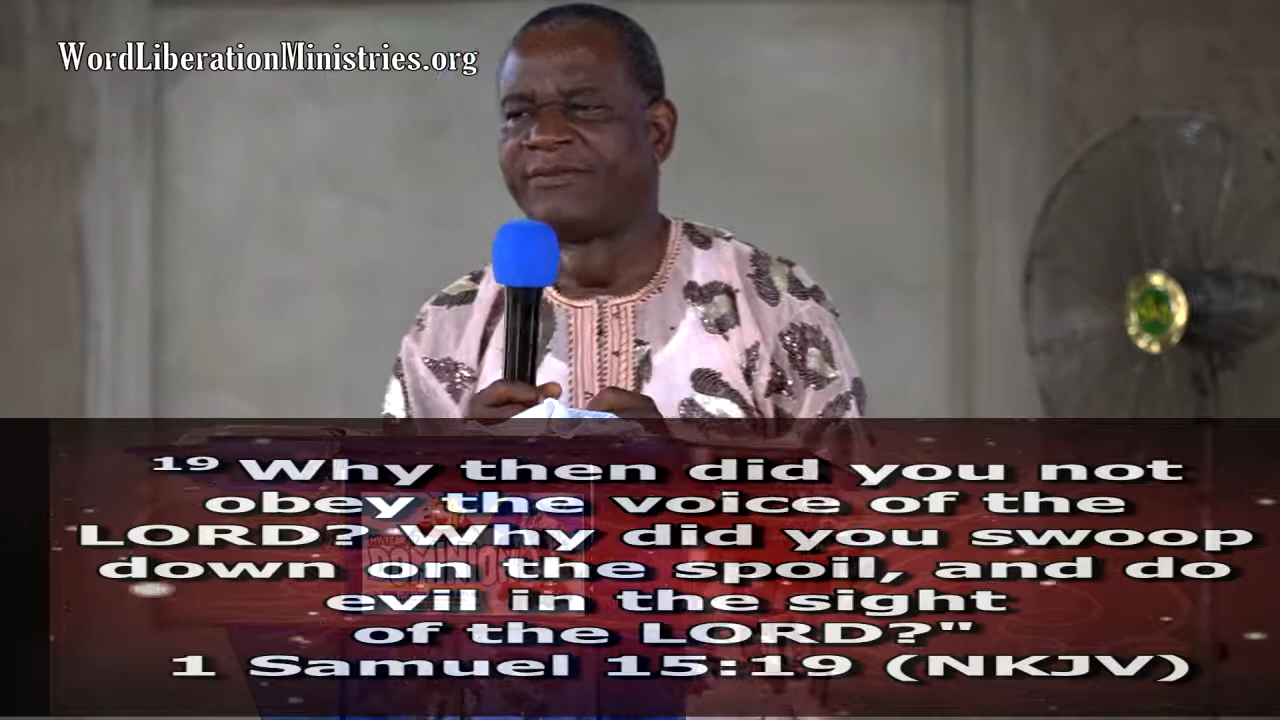 WordLiberationMinistries.org
19 Why then did you not
obey the voice of the
LORD? Why did you swoop
down on the spoil, and do
evil in the sight
of the LORD?"
1 Samuel 15:19 (NKJV)
DOMINION